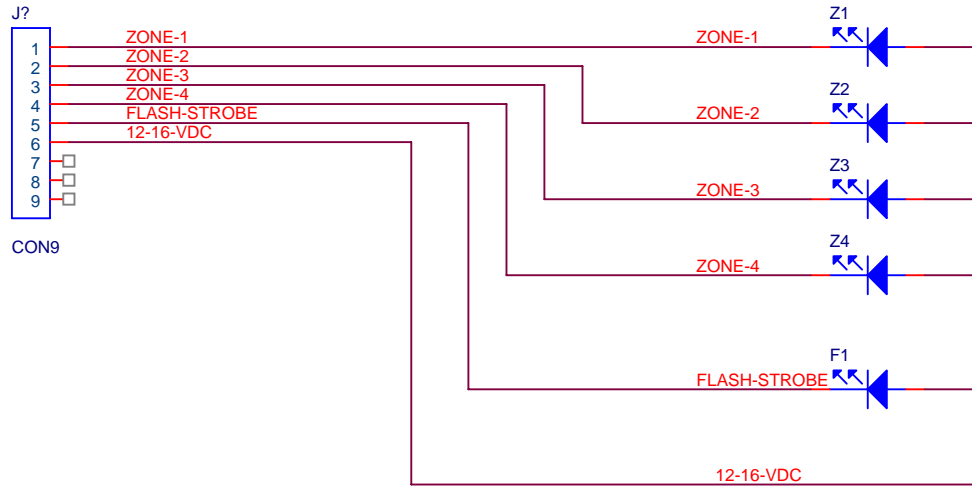 J?
Z1
1 ZONE-1 ZONE-1
2 ZONE-2
3 ZONE-3
4 ZONE-4
5 FLASH-STROBE
6 12-16-VDC
7
8
9
CON9
Z2
ZONE-2
Z3
ZONE-3
Z4
ZONE-4
F1
FLASH-STROBE
12-16-VDC